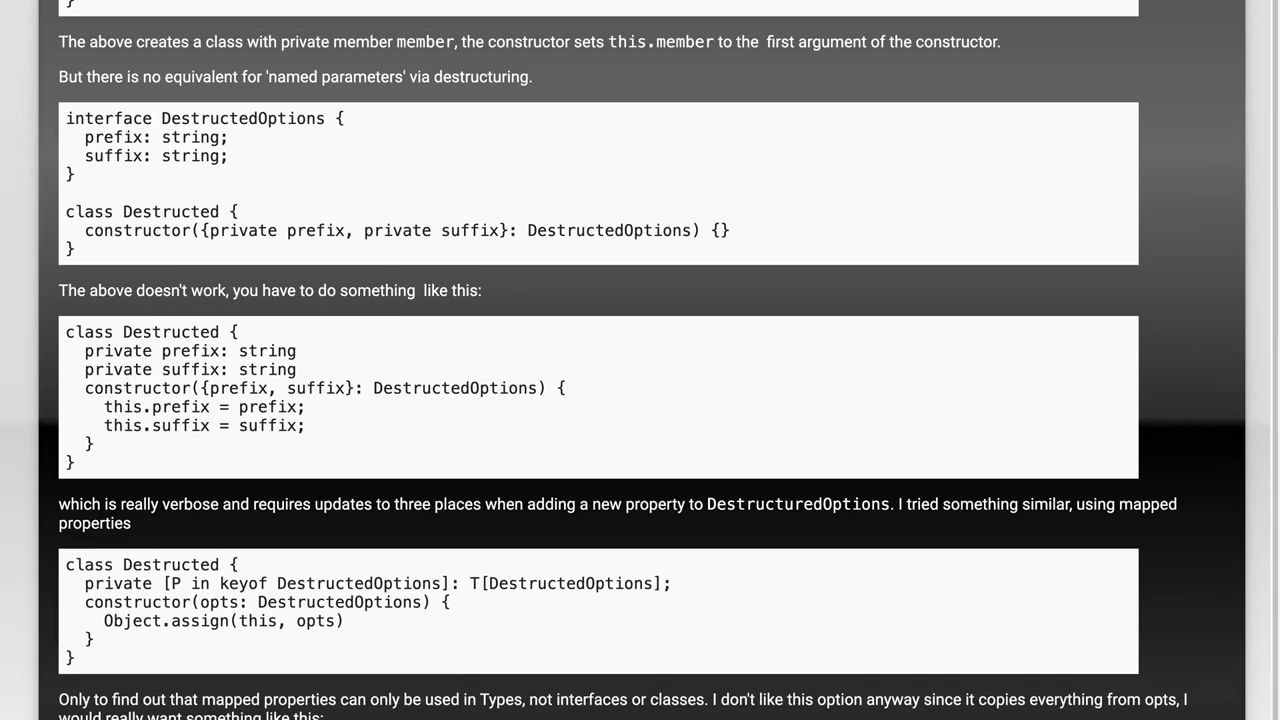 }
The above creates a class with private member member, the constructor sets this.member to the  first argument of the constructor.
But there is no equivalent for 'named parameters' via destructuring.
interface DestructedOptions {
  prefix: string;
  suffix: string;
}
class Destructed {
  constructor({private prefix, private suffix}: DestructedOptions) {}
}
The above doesn't work, you have to do something  like this:
class Destructed {
  private prefix: string
  private suffix: string
  constructor({prefix, suffix}: DestructedOptions) {
    this.prefix = prefix;
    this.suffix = suffix;
  }
}
which is really verbose and requires updates to three places when adding a new property to DestructuredOptions. I tried something similar, using mapped
properties
class Destructed {
  private [P in keyof DestructedOptions]: T[DestructedOptions];
  constructor(opts: DestructedOptions) {
    Object.assign(this, opts)
  }
}
Only to find out that mapped properties can only be used in Types, not interfaces or classes. I don't like this option anyway since it copies everything from opts, I
would really want something like this: